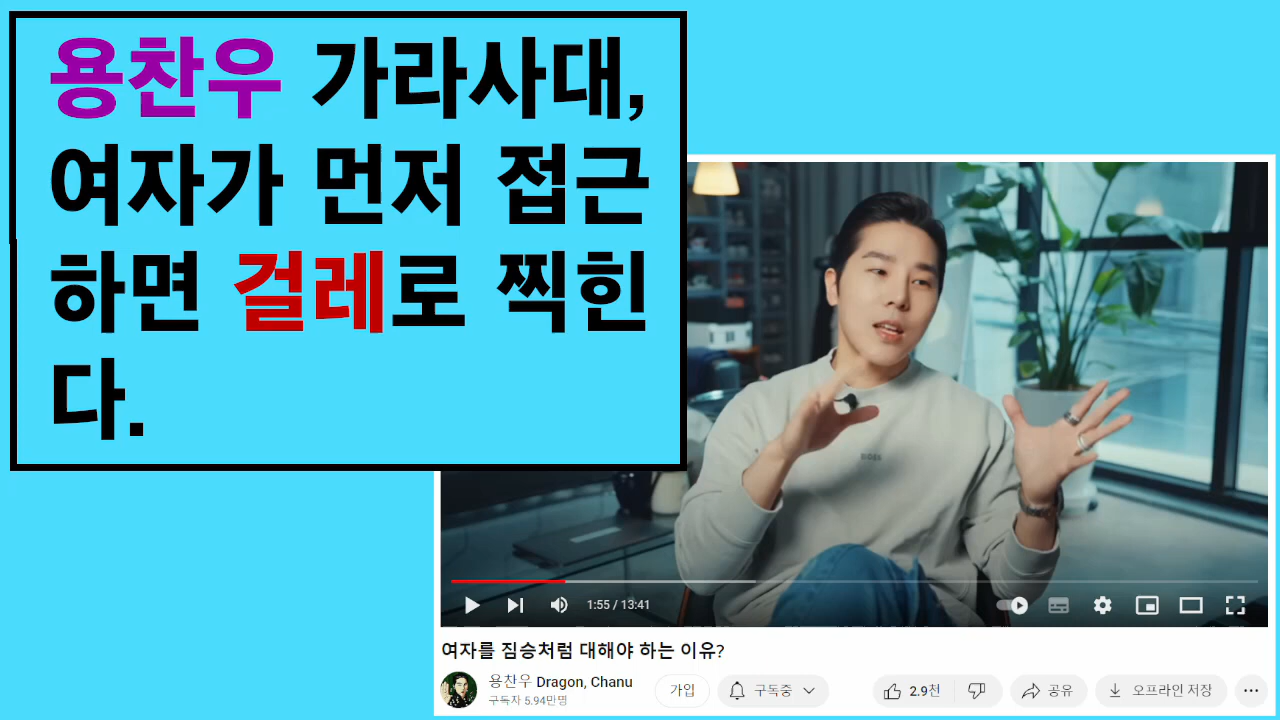 용찬우 가라사대,
여자가 먼저 접근
하면 걸레로 찍힌
다.
BOSS
1:55 / 13:41
여자를 짐승처럼 대해야 하는 이유?
용찬우 Dragon, Chanu
구독자 5.94만명
가입
구독중
2.9천
공유
오프라인 저장